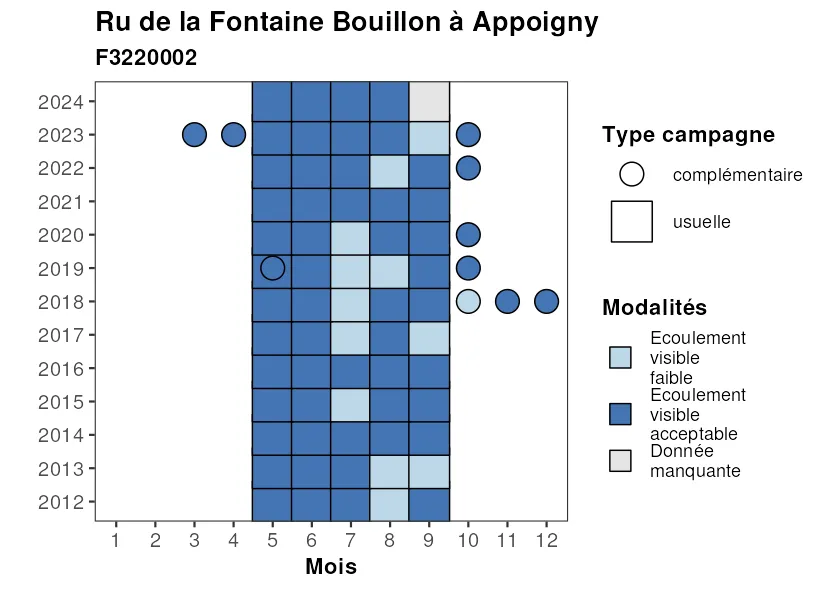 Ru de la Fontaine Bouillon à Appoigny
F3220002
2024
2023
2022
2021
2020
2019
2018
2017
2016
2015
2014
2013
2012
1 2 3 4 5 6 7 8 9 10 11 12
Mois
Type campagne
complémentaire
usuelle
Modalités
Ecoulement
visible
faible
Ecoulement
visible
acceptable
Donnée
manquante